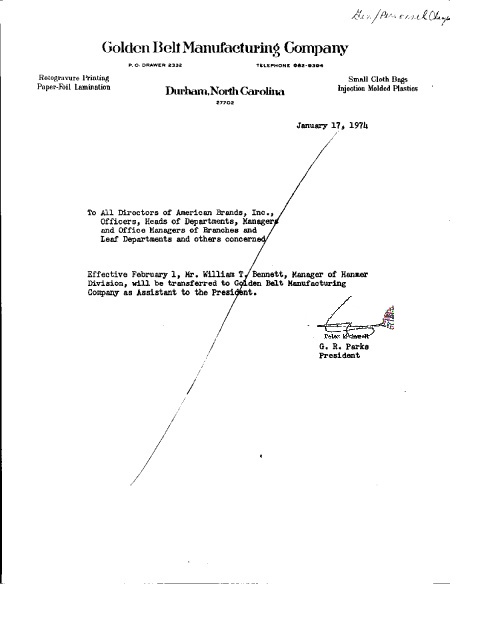 Gen/Personnel Change
Golden Belt Manufacturing Company
P. O. DRAWER 2332 TELEPHONE 682-9394
Rotogravure Printing
Paper-Foil Lamination
Small Cloth Bags
Injection Molded Plastics
Durham, North Carolina
27702
January 17, 1974
To All Directors of American Brands, Inc.,
Officers, Heads of Departments, Managers
and Office Managers of Branches and
Leaf Departments and others concerned
Effective February 1, Mr. William T. Bennett, Manager of Hanmer
Division, will be transferred to Golden Belt Manufacturing
Company as Assistant to the President.
G. R. Parks
President